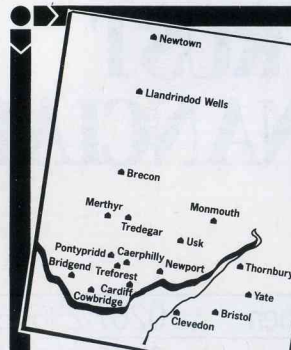 Newtown
Llandrindod Wells
Brecon
Merthyr
Tredegar
Monmouth
Usk
Pontypridd
Caerphilly
Bridgend
Treforest
Newport
Thornbury
Cardiff
Cowbridge
Yate
Clevedon
Bristol